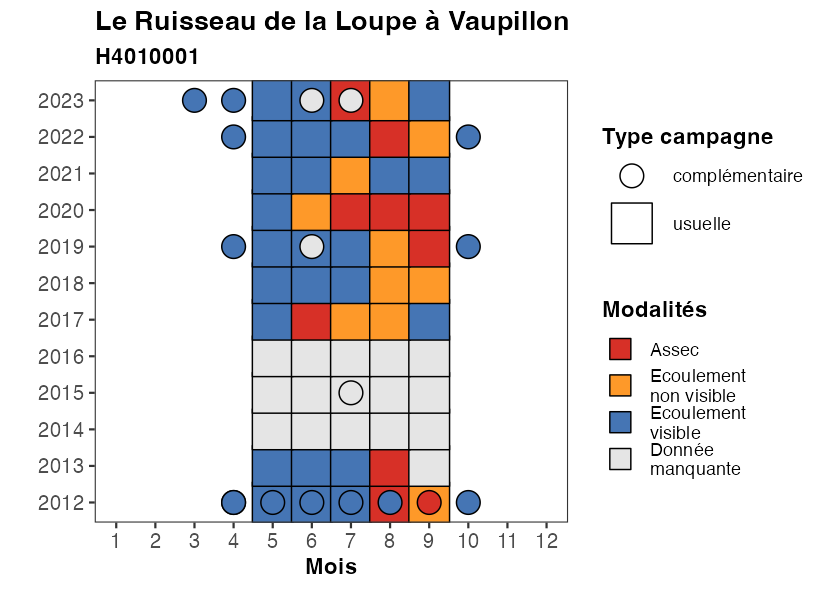 Le Ruisseau de la Loupe à Vaupillon
H4010001
2023
2022
2021
2020
2019
2018
2017
2016
2015
2014
2013
2012
1 2 3 4 5 6 7 8 9 10 11 12
Mois
Type campagne
complémentaire
usuelle
Modalités
Assec
Ecoulement
non visible
Ecoulement
visible
Donnée
manquante